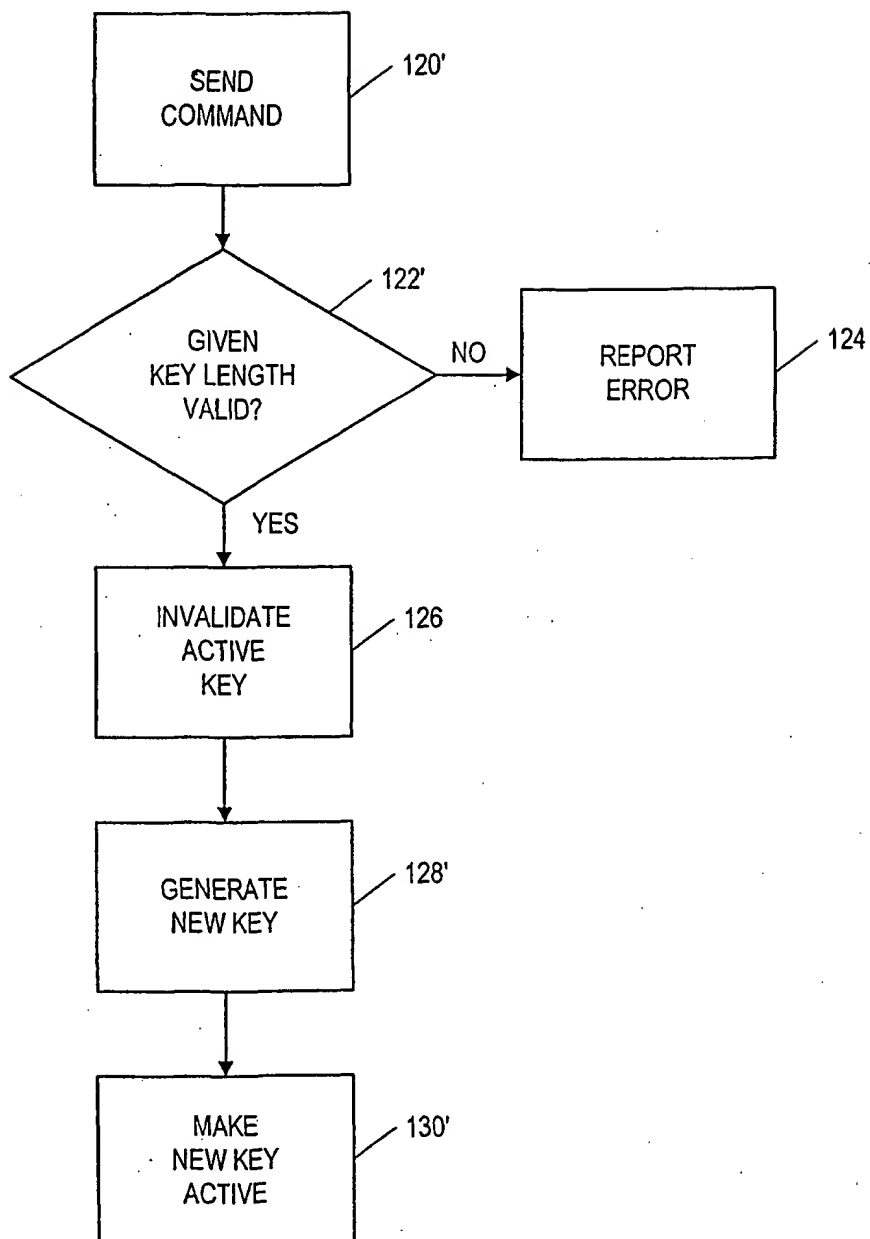 SEND
COMMAND
120'
122'
GIVEN
KEY LENGTH
VALID?
NO
REPORT
ERROR
124
YES
INVALIDATE
ACTIVE
KEY
126
GENERATE
NEW KEY
128'
MAKE
NEW KEY
ACTIVE
130'